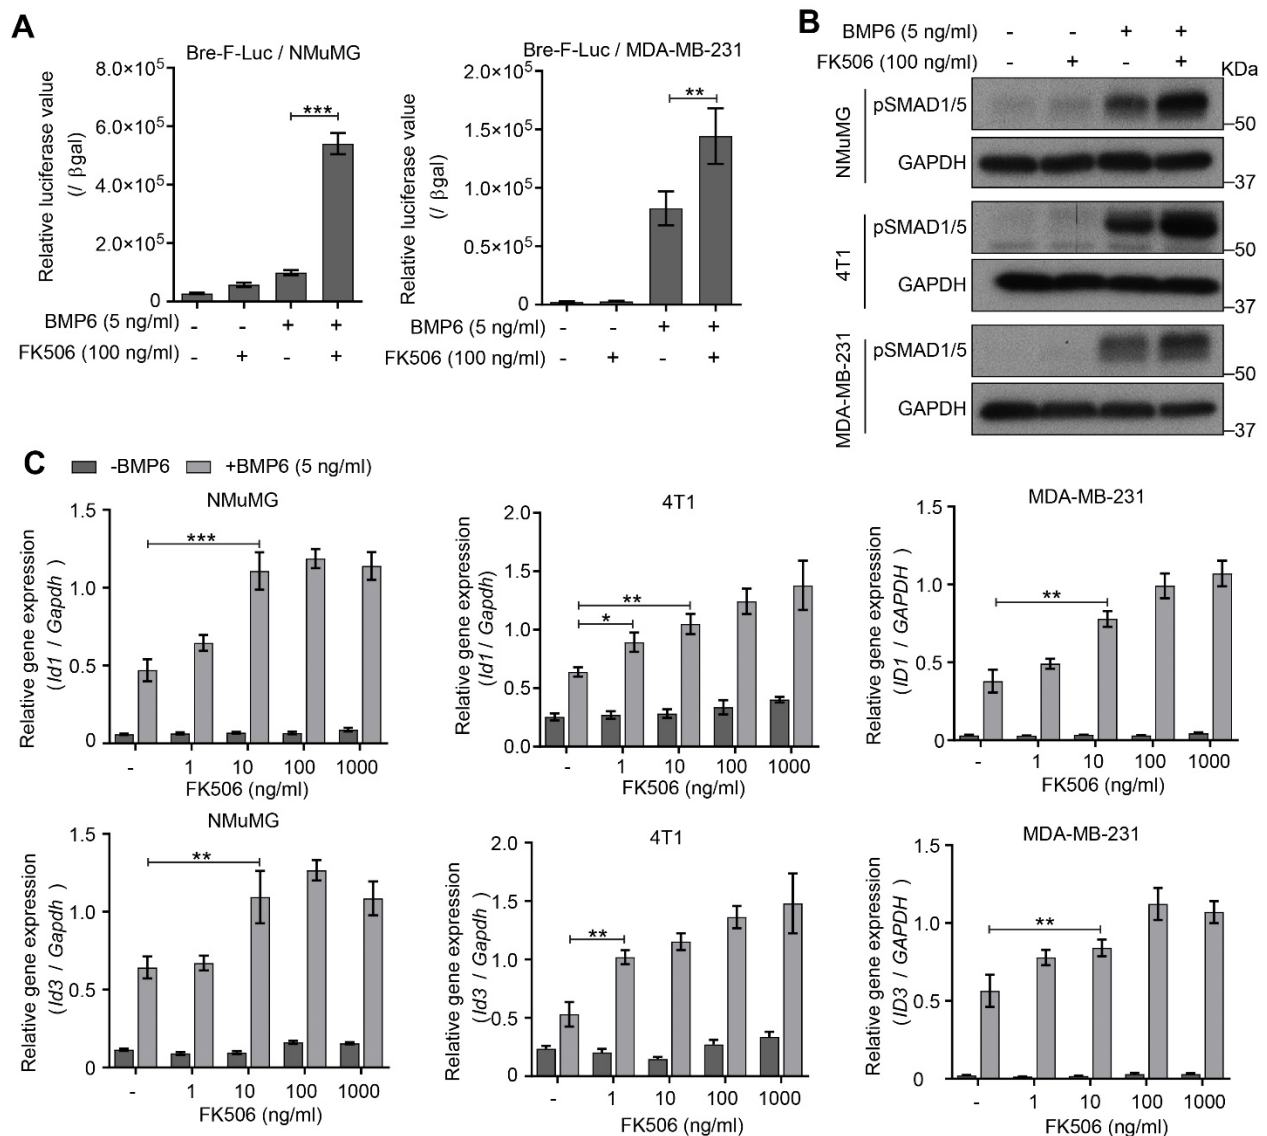 A
Bre-F-Luc / NMuMG
Relative luciferase value
(/ βgal)
8.0×10⁵
6.0×10⁵
4.0×10⁵
2.0×10⁵
0
***
BMP6 (5 ng/ml) - - + +
FK506 (100 ng/ml) - + - +
Bre-F-Luc / MDA-MB-231
Relative luciferase value
(/ βgal)
2.0×10⁵
1.5×10⁵
1.0×10⁵
0.5×10⁵
0
**
BMP6 (5 ng/ml) - - + +
FK506 (100 ng/ml) - + - +
B
BMP6 (5 ng/ml) - - + +
FK506 (100 ng/ml) - + - +
KDa
NMuMG
pSMAD1/5
50
GAPDH
37
4T1
pSMAD1/5
50
GAPDH
37
MDA-MB-231
pSMAD1/5
50
GAPDH
37
C
-BMP6 +BMP6 (5 ng/ml)
NMuMG
Relative gene expression
(Id1 / Gapdh )
1.5
1.0
0.5
0
***
- 1 10 100 1000
FK506 (ng/ml)
4T1
Relative gene expression
(Id1 / Gapdh)
2.0
1.5
1.0
0.5
0.0
**
*
- 1 10 100 1000
FK506 (ng/ml)
MDA-MB-231
Relative gene expression
(ID1 / GAPDH )
1.5
1.0
0.5
0
**
- 1 10 100 1000
FK506 (ng/ml)
NMuMG
Relative gene expression
(Id3 / Gapdh )
1.5
1.0
0.5
0
**
- 1 10 100 1000
FK506 (ng/ml)
4T1
Relative gene expression
(Id3 / Gapdh )
2.0
1.5
1.0
0.5
0
**
- 1 10 100 1000
FK506 (ng/ml)
MDA-MB-231
Relative gene expression
(ID3 / GAPDH )
1.5
1.0
0.5
0
**
- 1 10 100 1000
FK506 (ng/ml)